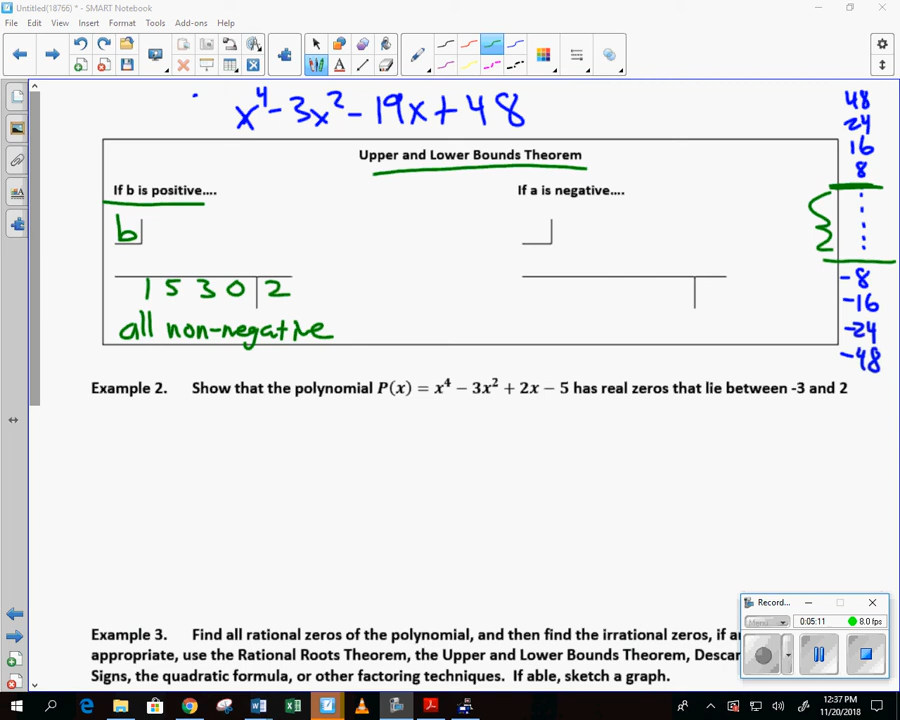 Untitled(18766) * - SMART Notebook
File Edit View Insert Format Tools Add-ons Help
x⁴ - 3x² - 19x + 48
48
24
16
8
Upper and Lower Bounds Theorem
If b is positive....
If a is negative....
b
1 5 3 0 2
all non-negative
-8
-16
-24
-48
Example 2. Show that the polynomial P(x) = x⁴ − 3x² + 2x − 5 has real zeros that lie between -3 and 2
Record...
Menu
0:05:11
8.0 fps
Example 3. Find all rational zeros of the polynomial, and then find the irrational zeros, if
appropriate, use the Rational Roots Theorem, the Upper and Lower Bounds Theorem,
Signs, the quadratic formula, or other factoring techniques. If able, sketch a graph.
12:37 PM
11/20/2018